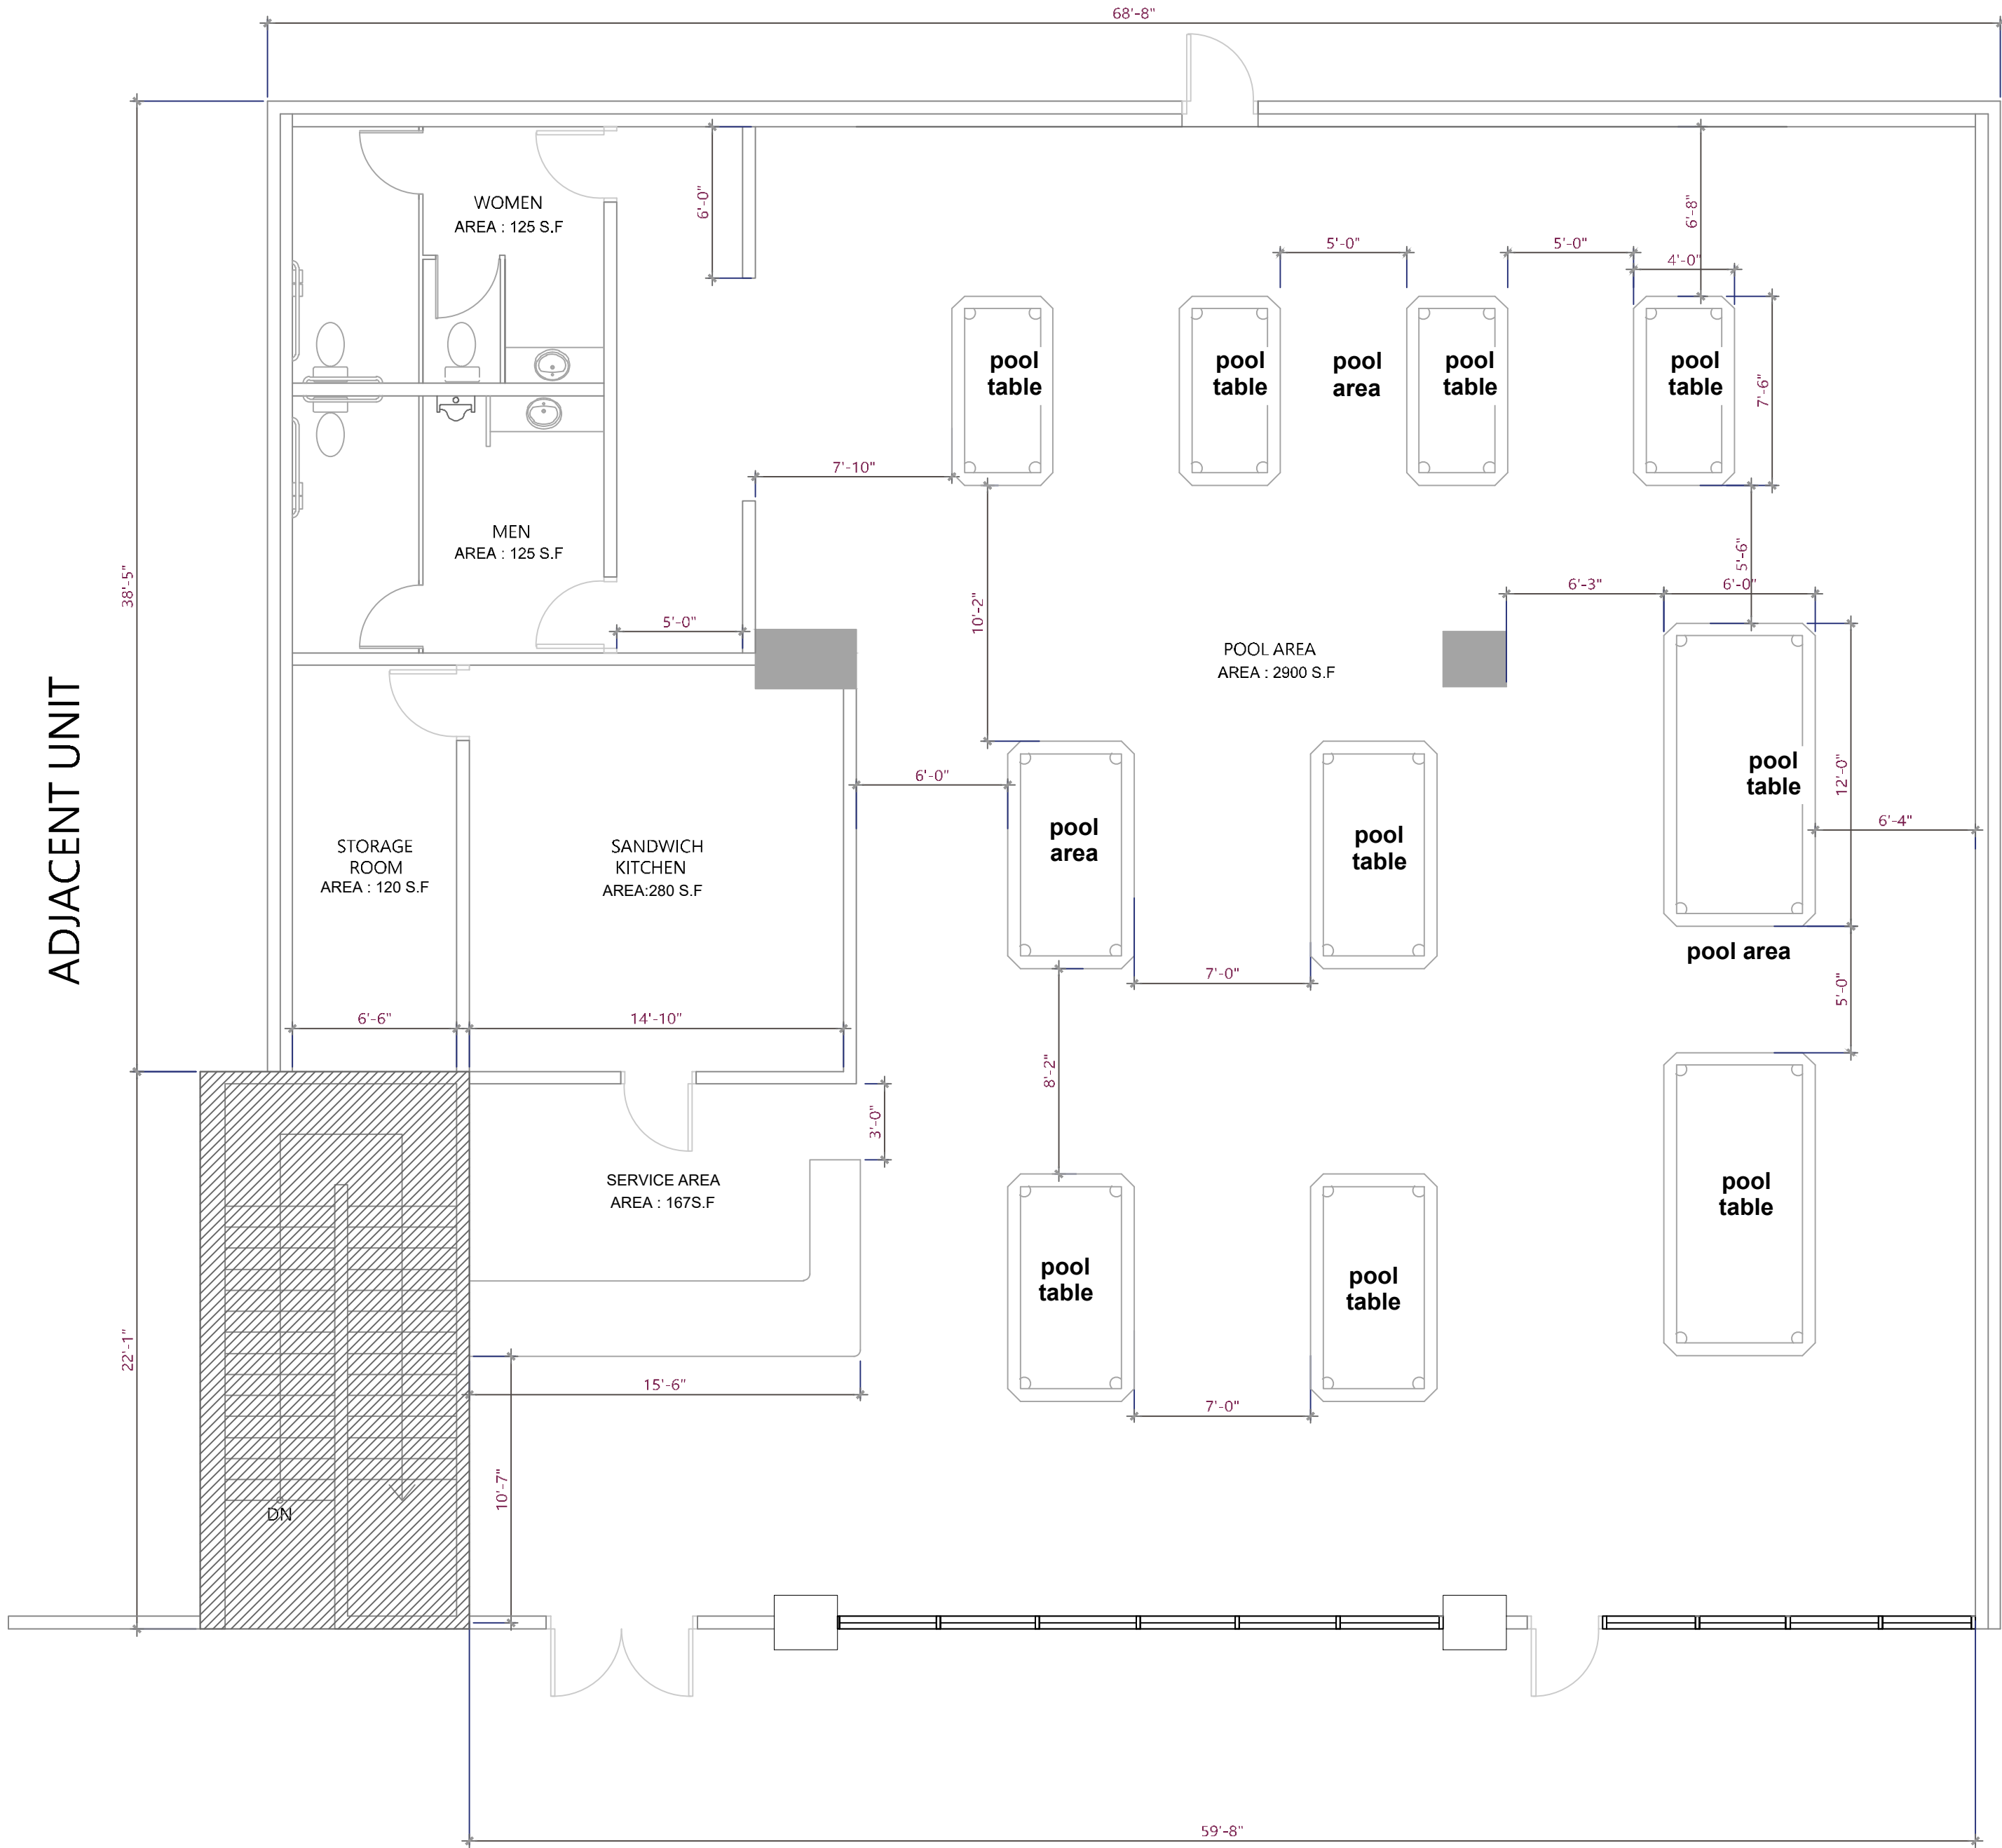 68'-8"
WOMEN
AREA : 125 S.F
6'-0"
6'-8"
5'-0"
5'-0"
4'-0"
pool
table
pool
table
pool
area
pool
table
pool
table
7'-6"
7'-10"
MEN
AREA : 125 S.F
38'-5"
5'-0"
10'-2"
5'-6"
6'-3"
6'-0"
POOL AREA
AREA : 2900 S.F
ADJACENT UNIT
6'-0"
pool
table
12'-0"
6'-4"
STORAGE
ROOM
AREA : 120 S.F
SANDWICH
KITCHEN
AREA:280 S.F
pool
area
pool
table
pool area
7'-0"
5'-0"
6'-6"
14'-10"
8'-2"
3'-0"
SERVICE AREA
AREA : 167S.F
pool
table
pool
table
pool
table
22'-1"
15'-6"
7'-0"
10'-7"
DN
59'-8"